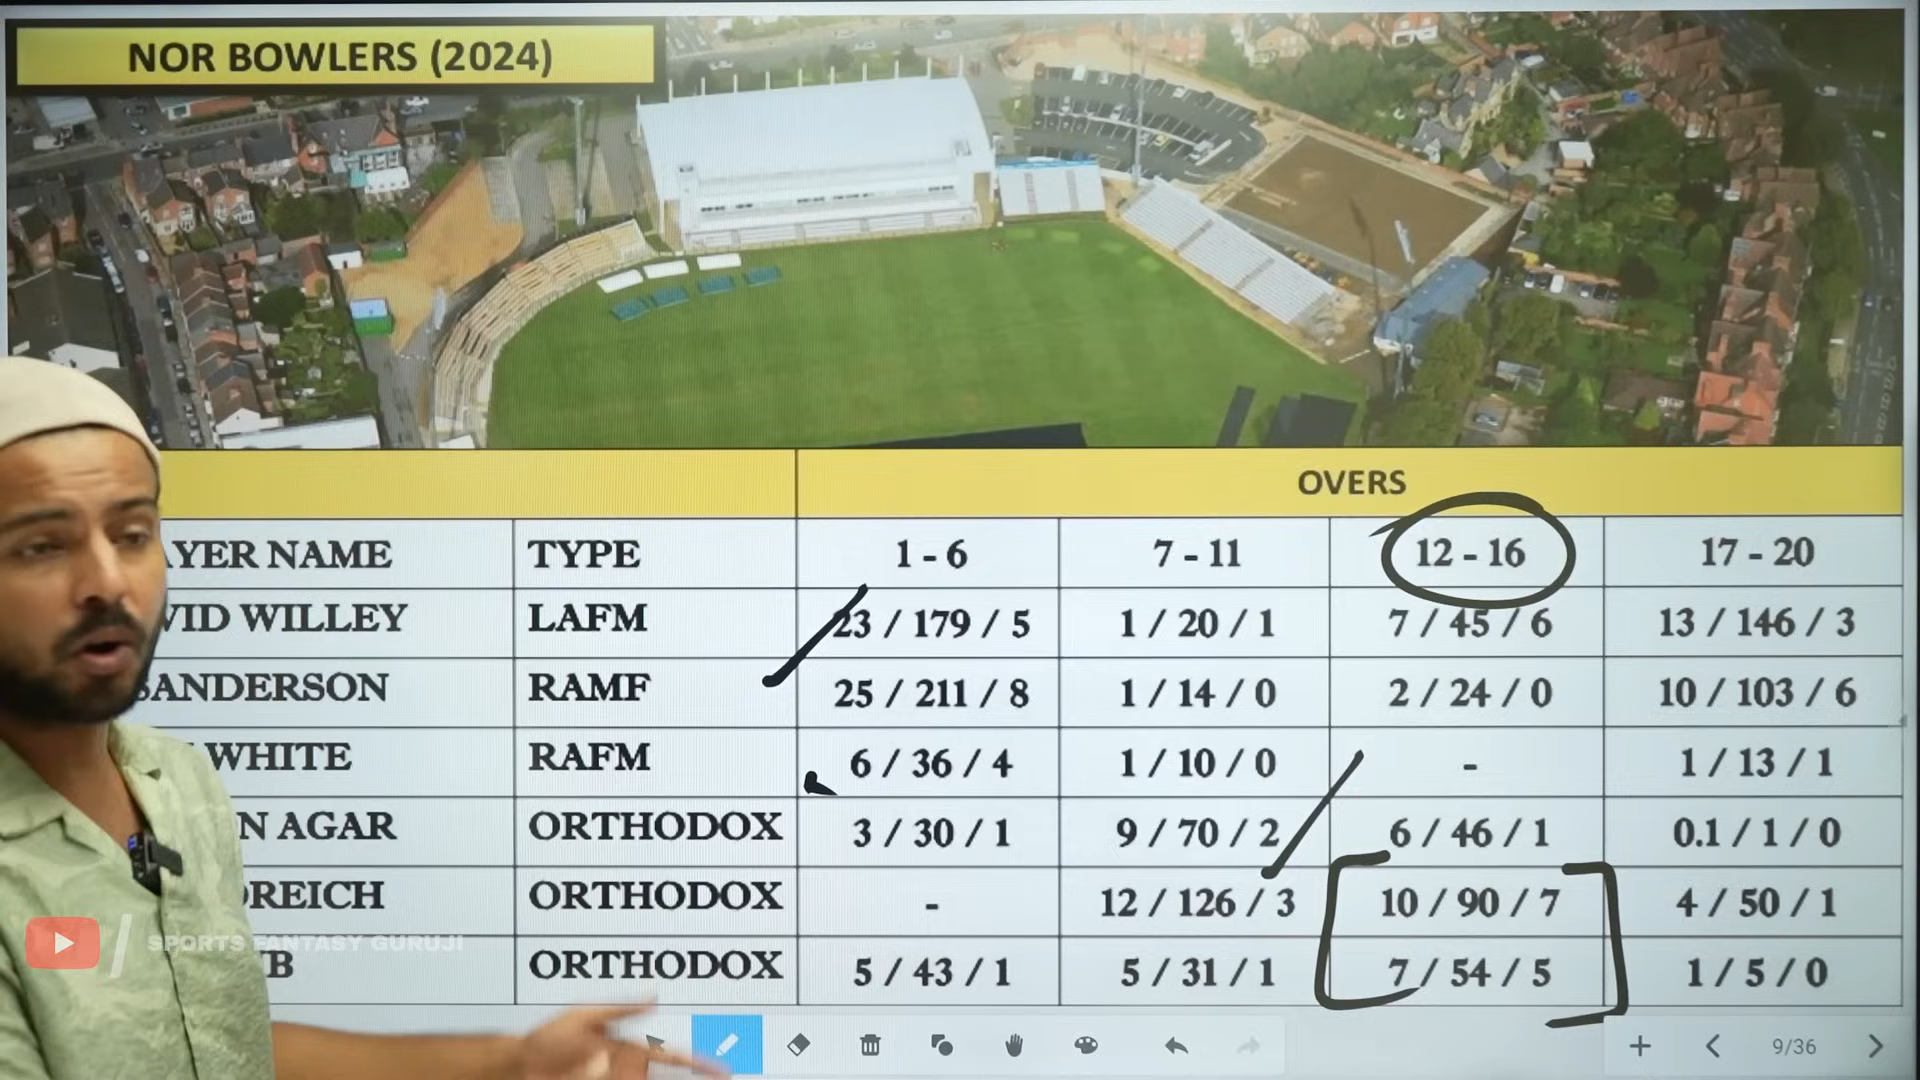 NOR BOWLERS (2024)
OVERS
AYER NAME TYPE 1 - 6 7 - 11 12 - 16 17 - 20
VID WILLEY LAFM 23 / 179 / 5 1 / 20 / 1 7 / 45 / 6 13 / 146 / 3
SANDERSON RAMF 25 / 211 / 8 1 / 14 / 0 2 / 24 / 0 10 / 103 / 6
WHITE RAFM 6 / 36 / 4 1 / 10 / 0 - 1 / 13 / 1
N AGAR ORTHODOX 3 / 30 / 1 9 / 70 / 2 6 / 46 / 1 0.1 / 1 / 0
REICH ORTHODOX - 12 / 126 / 3 10 / 90 / 7 4 / 50 / 1
B ORTHODOX 5 / 43 / 1 5 / 31 / 1 7 / 54 / 5 1 / 5 / 0
SPORTS FANTASY GURUJI
9/36